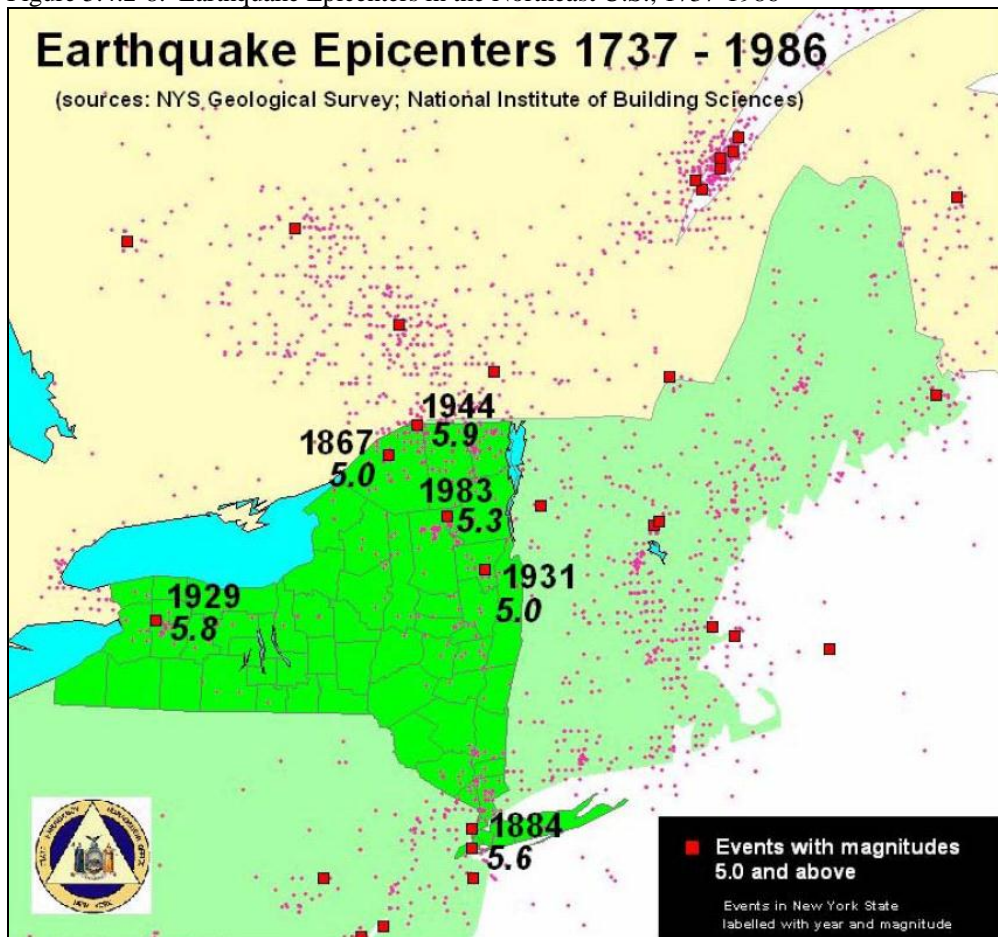 Earthquake Epicenters 1737 - 1986
(sources: NYS Geological Survey; National Institute of Building Sciences)
1944
5.9
1867
5.0
1983
5.3
1931
5.0
1929
5.8
1884
5.6
Events with magnitudes
5.0 and above
Events in New York State
labelled with year and magnitude
NEW YORK